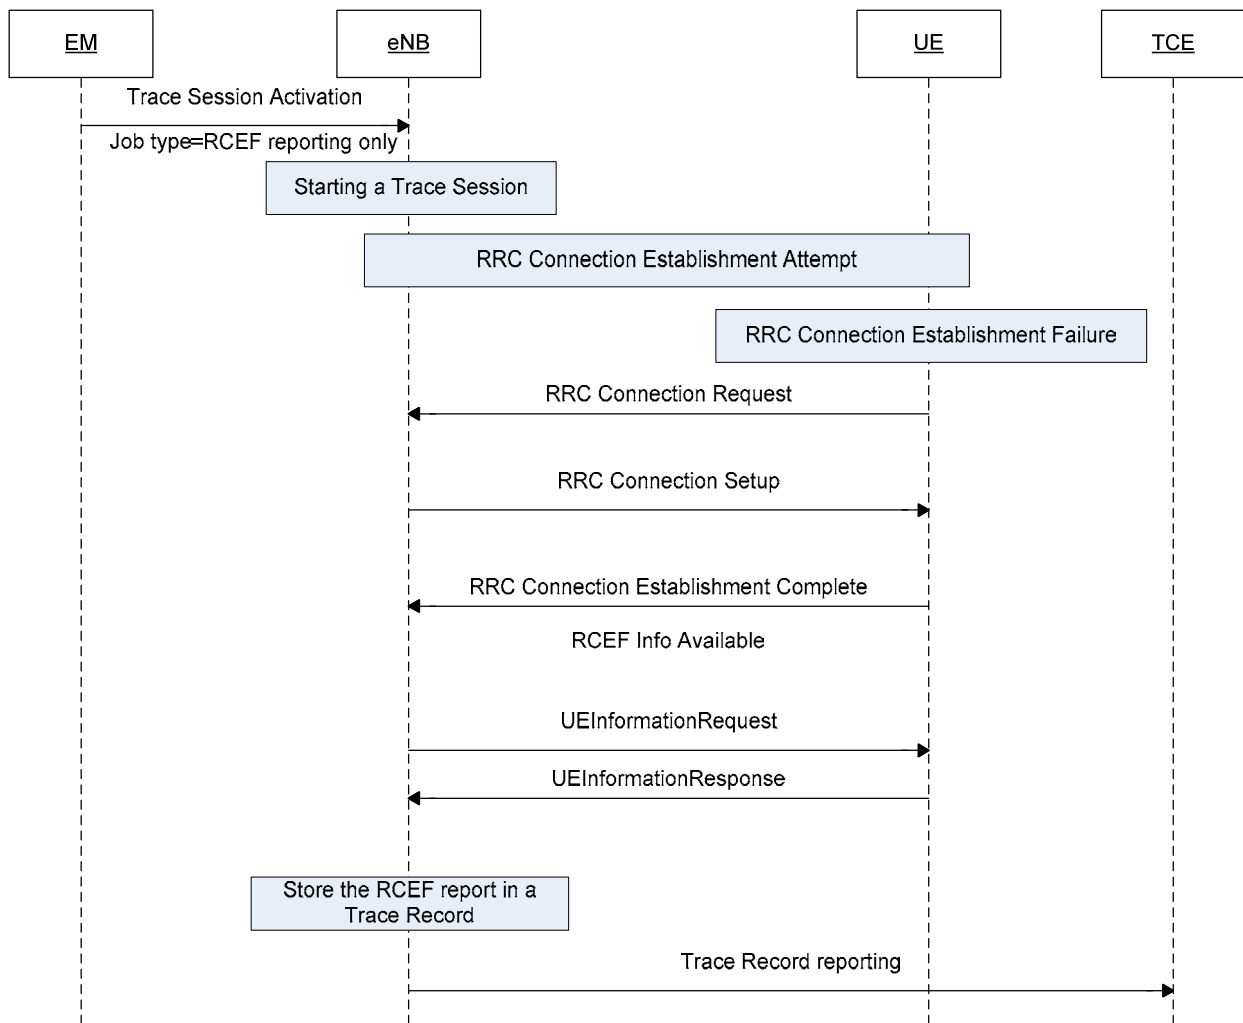 EM
eNB
UE
TCE
Trace Session Activation
Job type=RCEF reporting only
Starting a Trace Session
RRC Connection Establishment Attempt
RRC Connection Establishment Failure
RRC Connection Request
RRC Connection Setup
RRC Connection Establishment Complete
RCEF Info Available
UEInformationRequest
UEInformationResponse
Store the RCEF report in a
Trace Record
Trace Record reporting